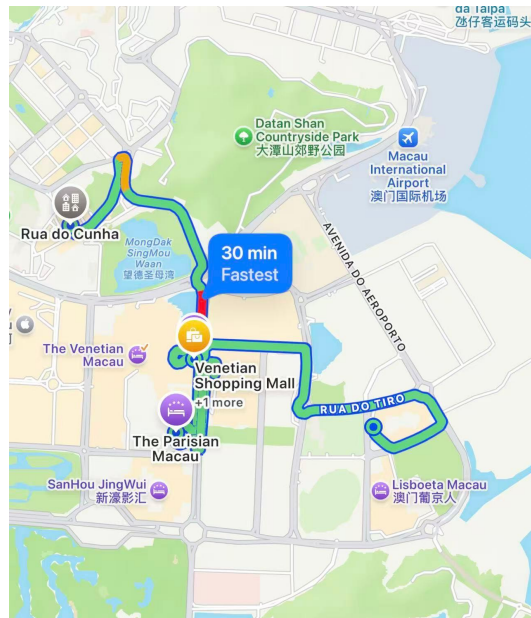 da Taipa
氹仔客运码头
Datan Shan
Countryside Park
大潭山郊野公园
Macau
International
Airport
澳门国际机场
Rua do Cunha
MongDak
SingMou
Waan
望德圣母湾
30 min
Fastest
AVENIDA DO AEROPORTO
The Venetian
Macau
Venetian
Shopping Mall
+1 more
RUA DO TIRO
The Parisian
Macau
SanHou JingWui
新濠影汇
Lisboeta Macau
澳门葡京人